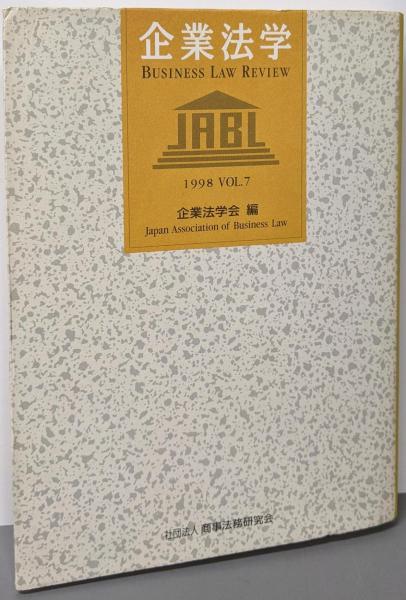 企業法学
BUSINESS LAW REVIEW
JABL
1998 VOL.7
企業法学会 編
Japan Association of Business Law
社団法人 商事法務研究会